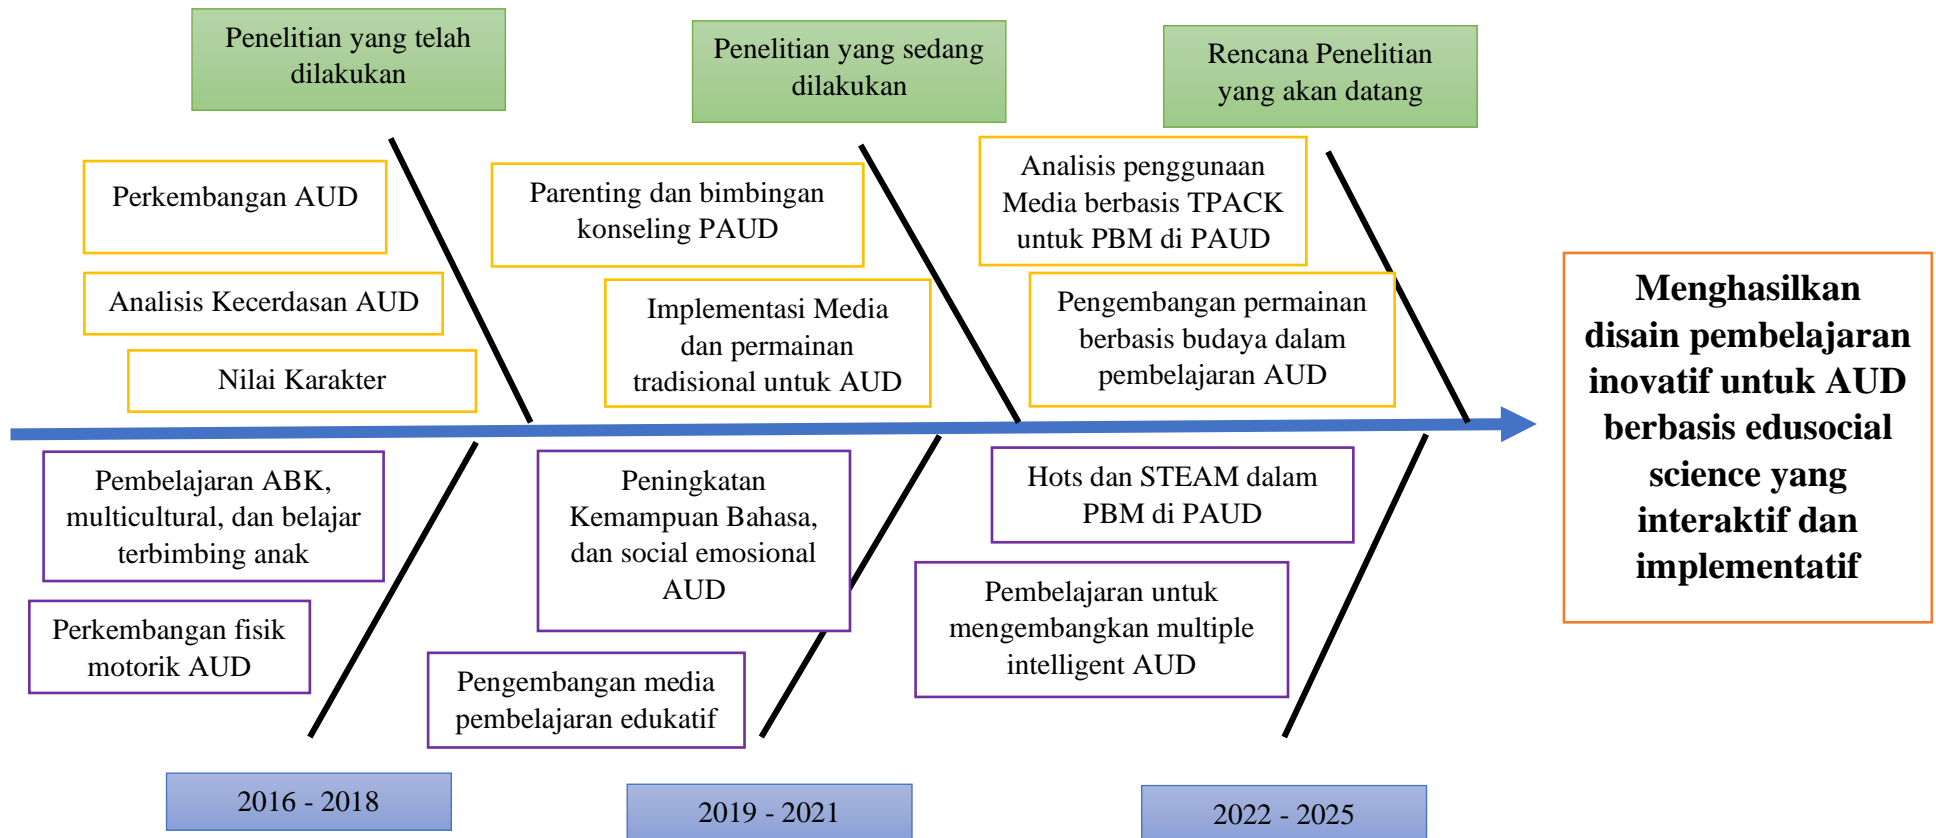 Penelitian yang telah
dilakukan
Penelitian yang sedang
dilakukan
Rencana Penelitian
yang akan datang
Perkembangan AUD
Analisis Kecerdasan AUD
Nilai Karakter
Parenting dan bimbingan
konseling PAUD
Implementasi Media
dan permainan
tradisional untuk AUD
Analisis penggunaan
Media berbasis TPACK
untuk PBM di PAUD
Pengembangan permainan
berbasis budaya dalam
pembelajaran AUD
Menghasilkan
disain pembelajaran
inovatif untuk AUD
berbasis edusocial
science yang
interaktif dan
implementatif
Pembelajaran ABK,
multicultural, dan belajar
terbimbing anak
Perkembangan fisik
motorik AUD
Peningkatan
Kemampuan Bahasa,
dan social emosional
AUD
Pengembangan media
pembelajaran edukatif
Hots dan STEAM dalam
PBM di PAUD
Pembelajaran untuk
mengembangkan multiple
intelligent AUD
2016 - 2018
2019 - 2021
2022 - 2025